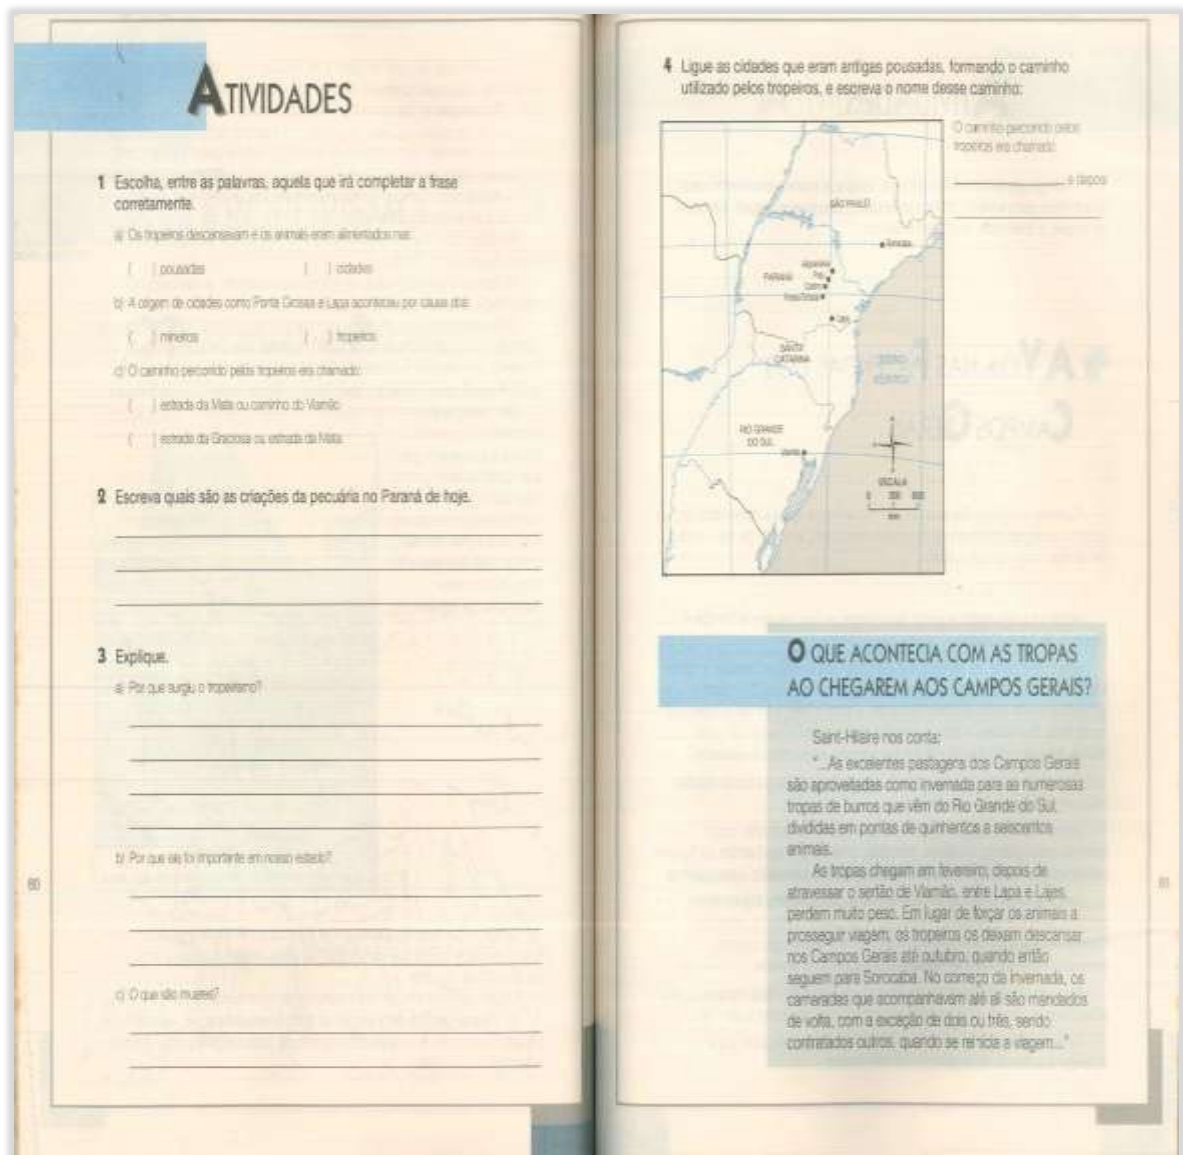 ATIVIDADES
1 Escolha, entre as palavras, aquela que irá completar a frase
corretamente.
a) Os tropeiros descansavam e os animais eram alimentados nas:
( ) pousadas
( ) cidades
b) A origem de cidades como Ponta Grossa e Lapa aconteceu por causa dos:
( ) mineiros
( ) tropeiros
c) O caminho percorrido pelos tropeiros era chamado:
( ) estrada da Mata ou caminho do Viamão
( ) estrada da Graciosa ou estrada da Mata
2 Escreva quais são as criações da pecuária no Paraná de hoje.
3 Explique.
a) Por que surgiu o tropeirismo?
b) Por que ele foi importante em nosso estado?
c) O que são muares?
60
4 Ligue as cidades que eram antigas pousadas, formando o caminho
utilizado pelos tropeiros, e escreva o nome desse caminho:
O caminho percorrido pelos
tropeiros era chamado
SÃO PAULO
Sorocaba
PARANÁ
Castro
Ponta Grossa
Lapa
SANTA
CATARINA
RIO GRANDE
DO SUL
Viamão
ESCALA
0 300 600
km
O QUE ACONTECIA COM AS TROPAS
AO CHEGAREM AOS CAMPOS GERAIS?
Saint-Hilaire nos conta:
"...As excelentes pastagens dos Campos Gerais
são aproveitadas como invernada para as numerosas
tropas de burros que vêm do Rio Grande do Sul,
divididas em pontas de quinhentos a seiscentos
animais.
As tropas chegam em fevereiro; depois de
atravessar o sertão de Viamão, entre Lapa e Lajes,
perdem muito peso. Em lugar de forçar os animais a
prosseguir viagem, os tropeiros os deixam descansar
nos Campos Gerais até outubro, quando então
seguem para Sorocaba. No começo da invernada, os
camaradas que acompanhavam até ali são mandados
de volta, com a exceção de dois ou três, sendo
contratados outros, quando se reinicia a viagem..."